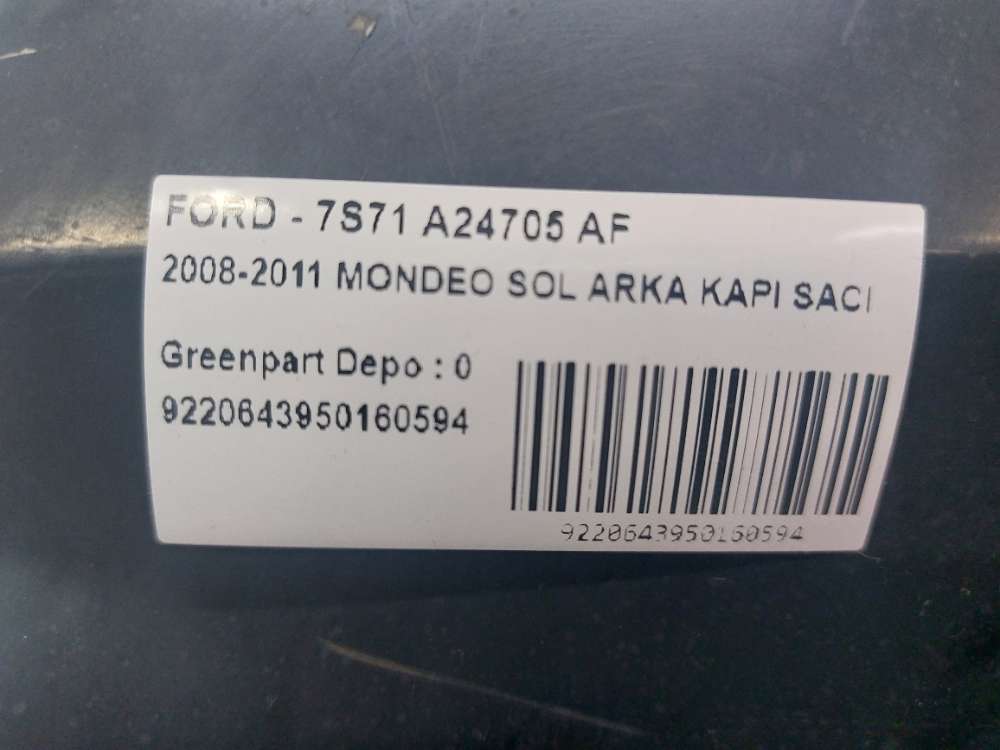 FORD - 7S71 A24705 AF
2008-2011 MONDEO SOL ARKA KAPI SACI
Greenpart Depo : 0
9220643950160594
9220643950160594